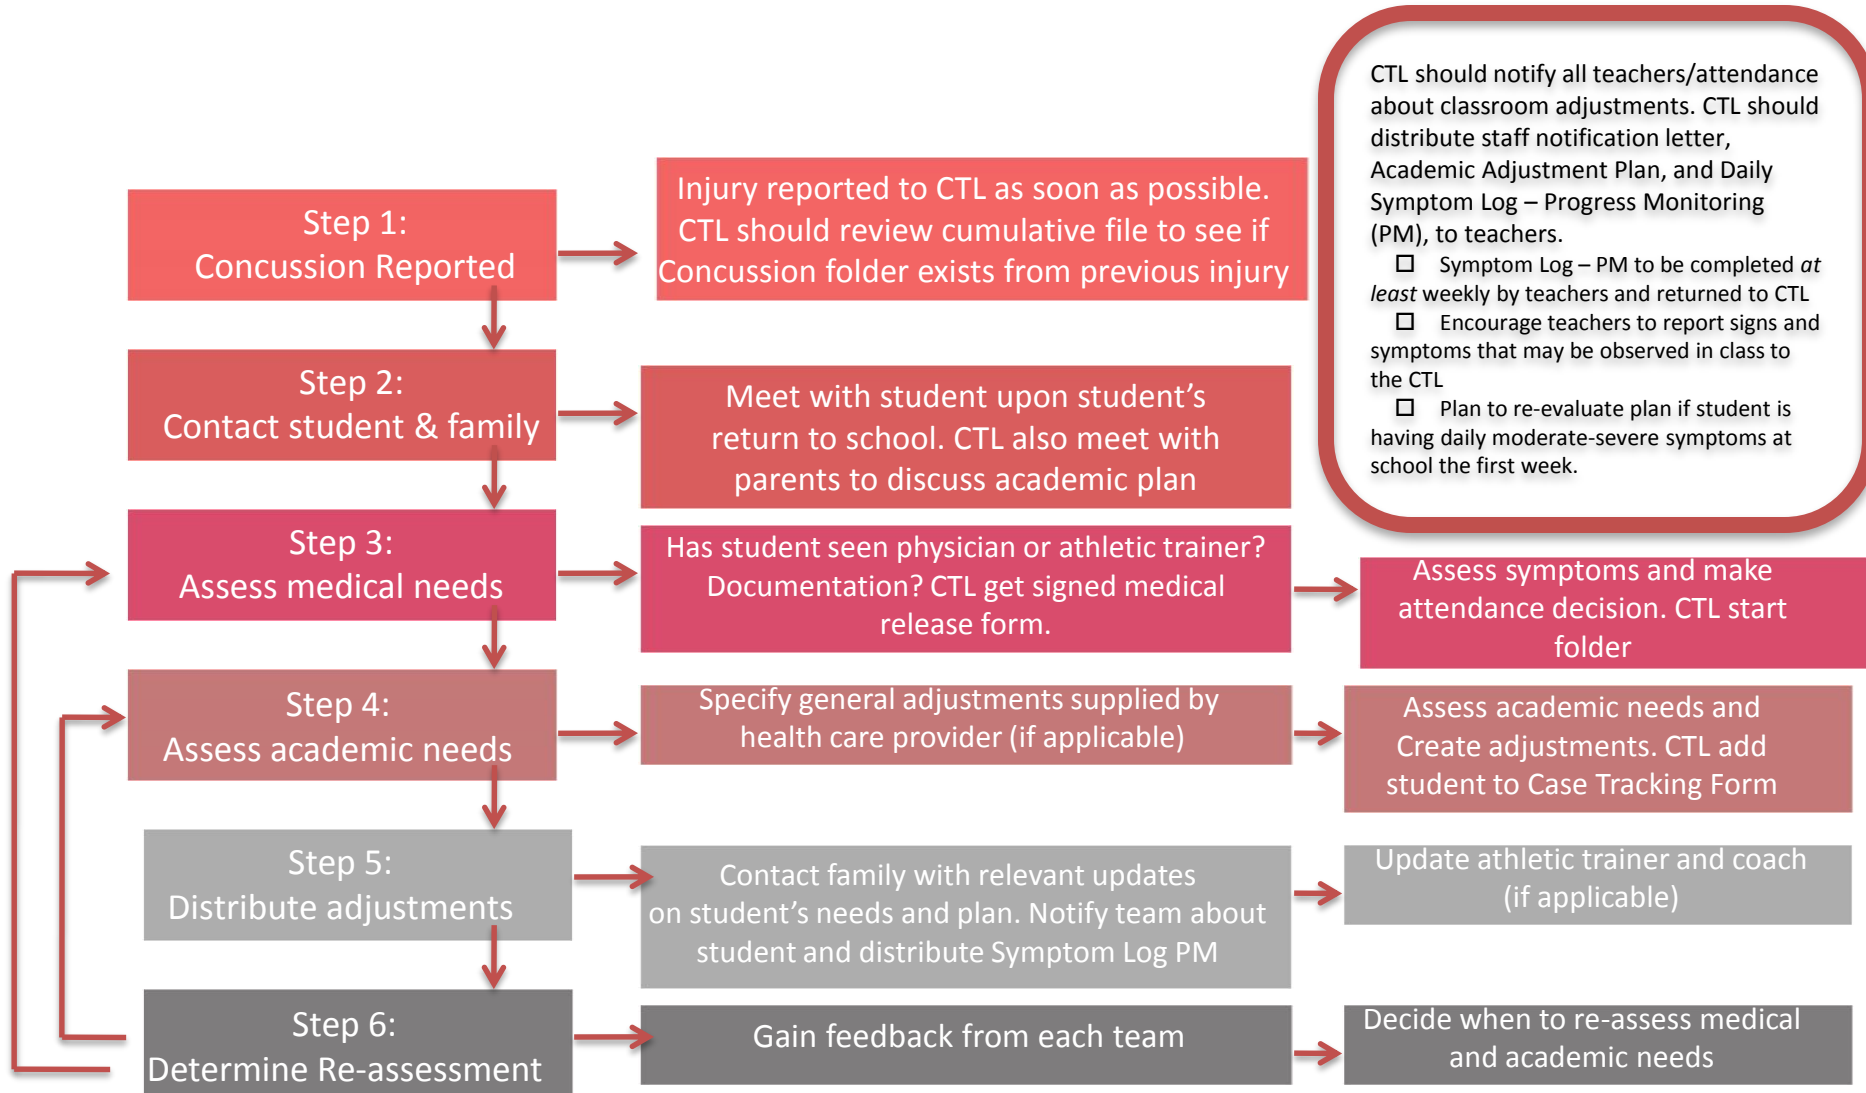 CTL should notify all teachers/attendance
about classroom adjustments. CTL should
distribute staff notification letter,
Academic Adjustment Plan, and Daily
Symptom Log – Progress Monitoring
(PM), to teachers.
☐ Symptom Log – PM to be completed at
least weekly by teachers and returned to CTL
☐ Encourage teachers to report signs and
symptoms that may be observed in class to
the CTL
☐ Plan to re-evaluate plan if student is
having daily moderate-severe symptoms at
school the first week.
Step 1:
Concussion Reported
Injury reported to CTL as soon as possible.
CTL should review cumulative file to see if
Concussion folder exists from previous injury
Step 2:
Contact student & family
Meet with student upon student’s
return to school. CTL also meet with
parents to discuss academic plan
Step 3:
Assess medical needs
Has student seen physician or athletic trainer?
Documentation? CTL get signed medical
release form.
Assess symptoms and make
attendance decision. CTL start
folder
Step 4:
Assess academic needs
Specify general adjustments supplied by
health care provider (if applicable)
Assess academic needs and
Create adjustments. CTL add
student to Case Tracking Form
Step 5:
Distribute adjustments
Contact family with relevant updates
on student’s needs and plan. Notify team about
student and distribute Symptom Log PM
Update athletic trainer and coach
(if applicable)
Step 6:
Determine Re-assessment
Gain feedback from each team
Decide when to re-assess medical
and academic needs